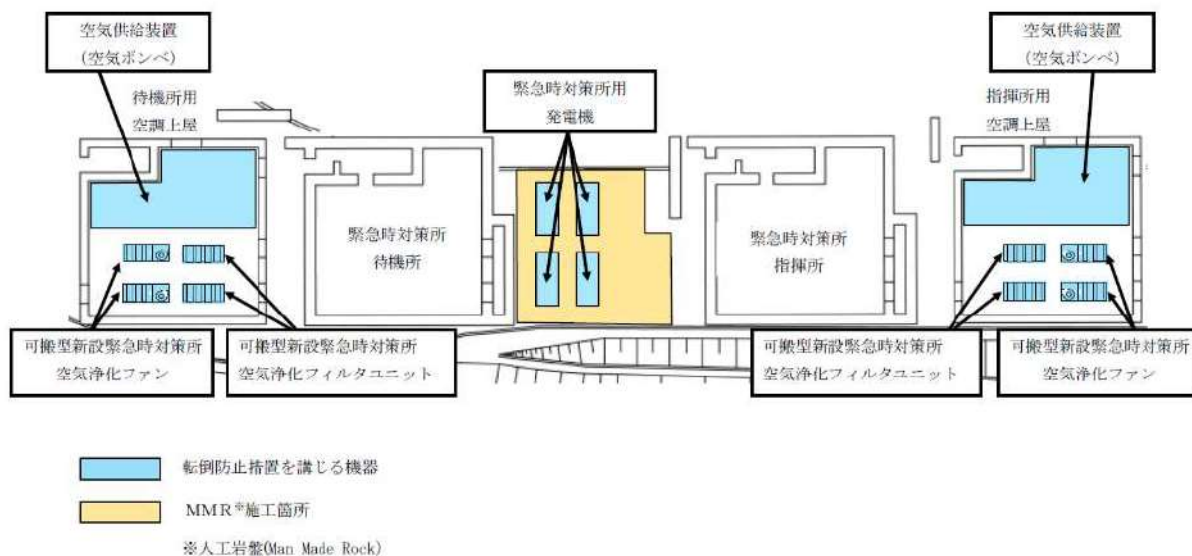 空気供給装置
(空気ボンベ)
空気供給装置
(空気ボンベ)
緊急時対策所用
発電機
待機所用
空調上屋
指揮所用
空調上屋
緊急時対策所
待機所
緊急時対策所
指揮所
可搬型新設緊急時対策所
空気浄化ファン
可搬型新設緊急時対策所
空気浄化フィルタユニット
可搬型新設緊急時対策所
空気浄化フィルタユニット
可搬型新設緊急時対策所
空気浄化ファン
転倒防止措置を講じる機器
MMR※施工箇所
※人工岩盤(Man Made Rock)